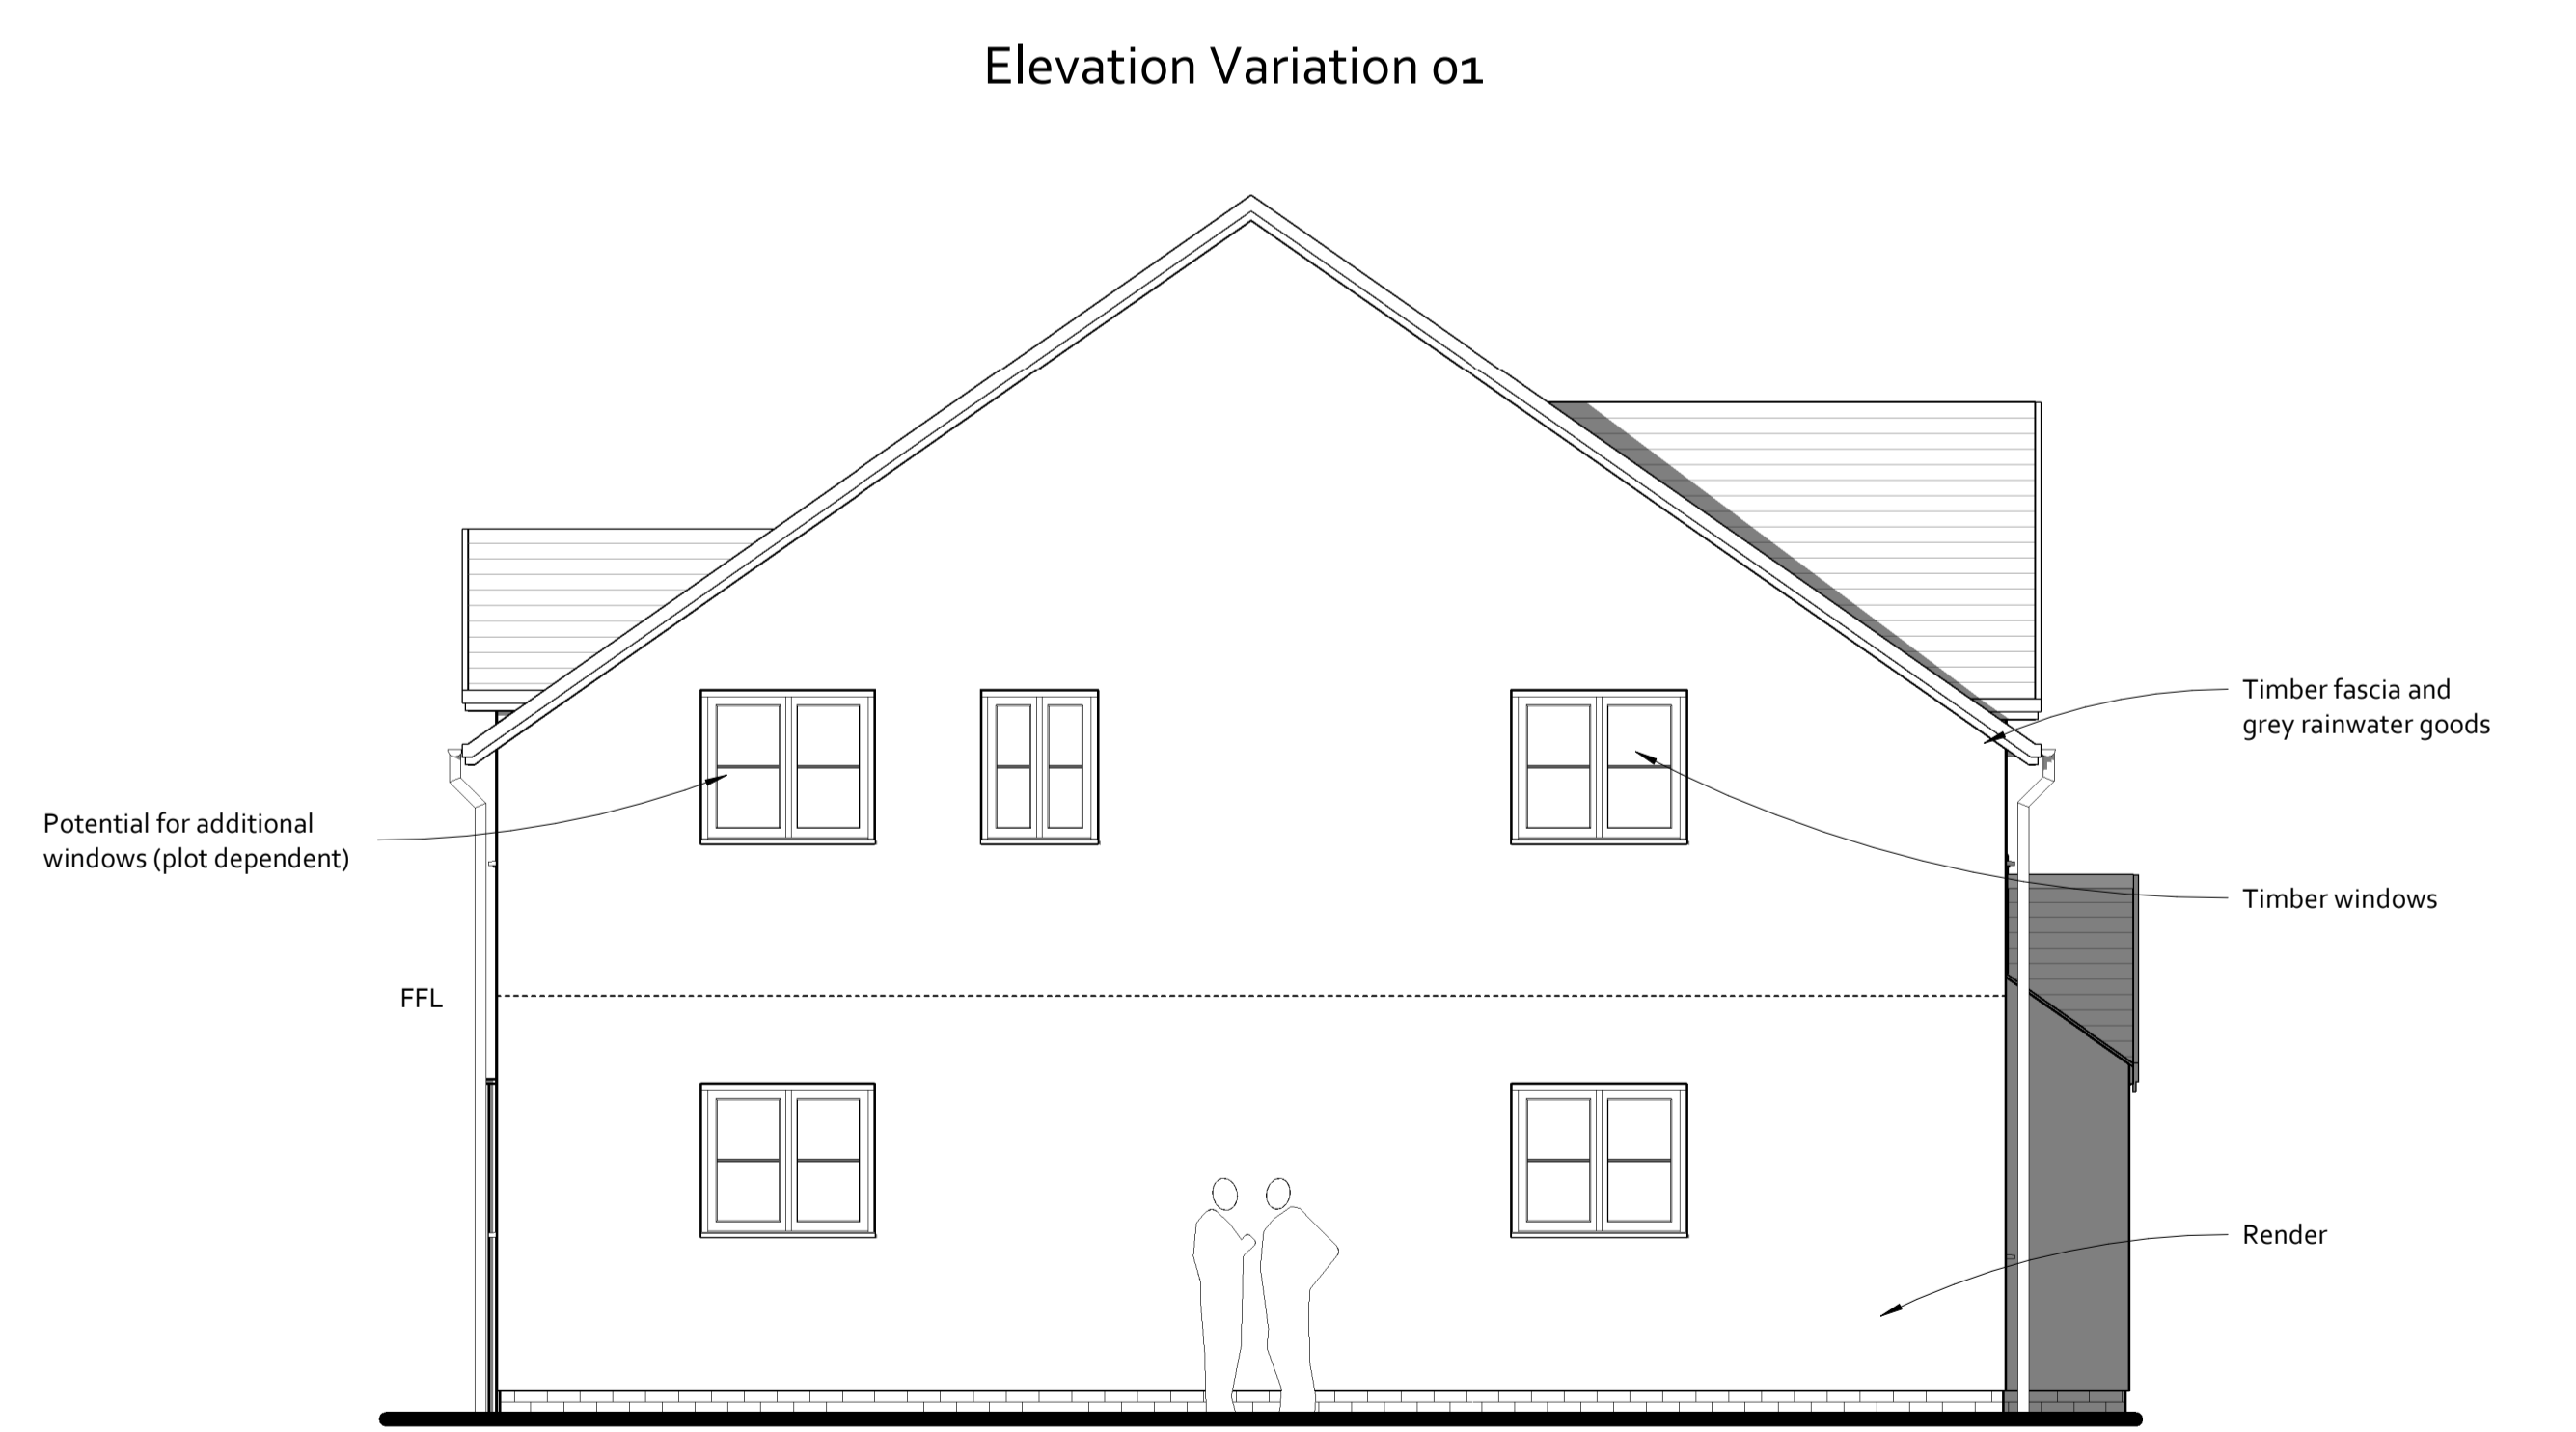 Elevation Variation 01
Timber fascia and
grey rainwater goods
Potential for additional
windows (plot dependent)
Timber windows
FFL
Render